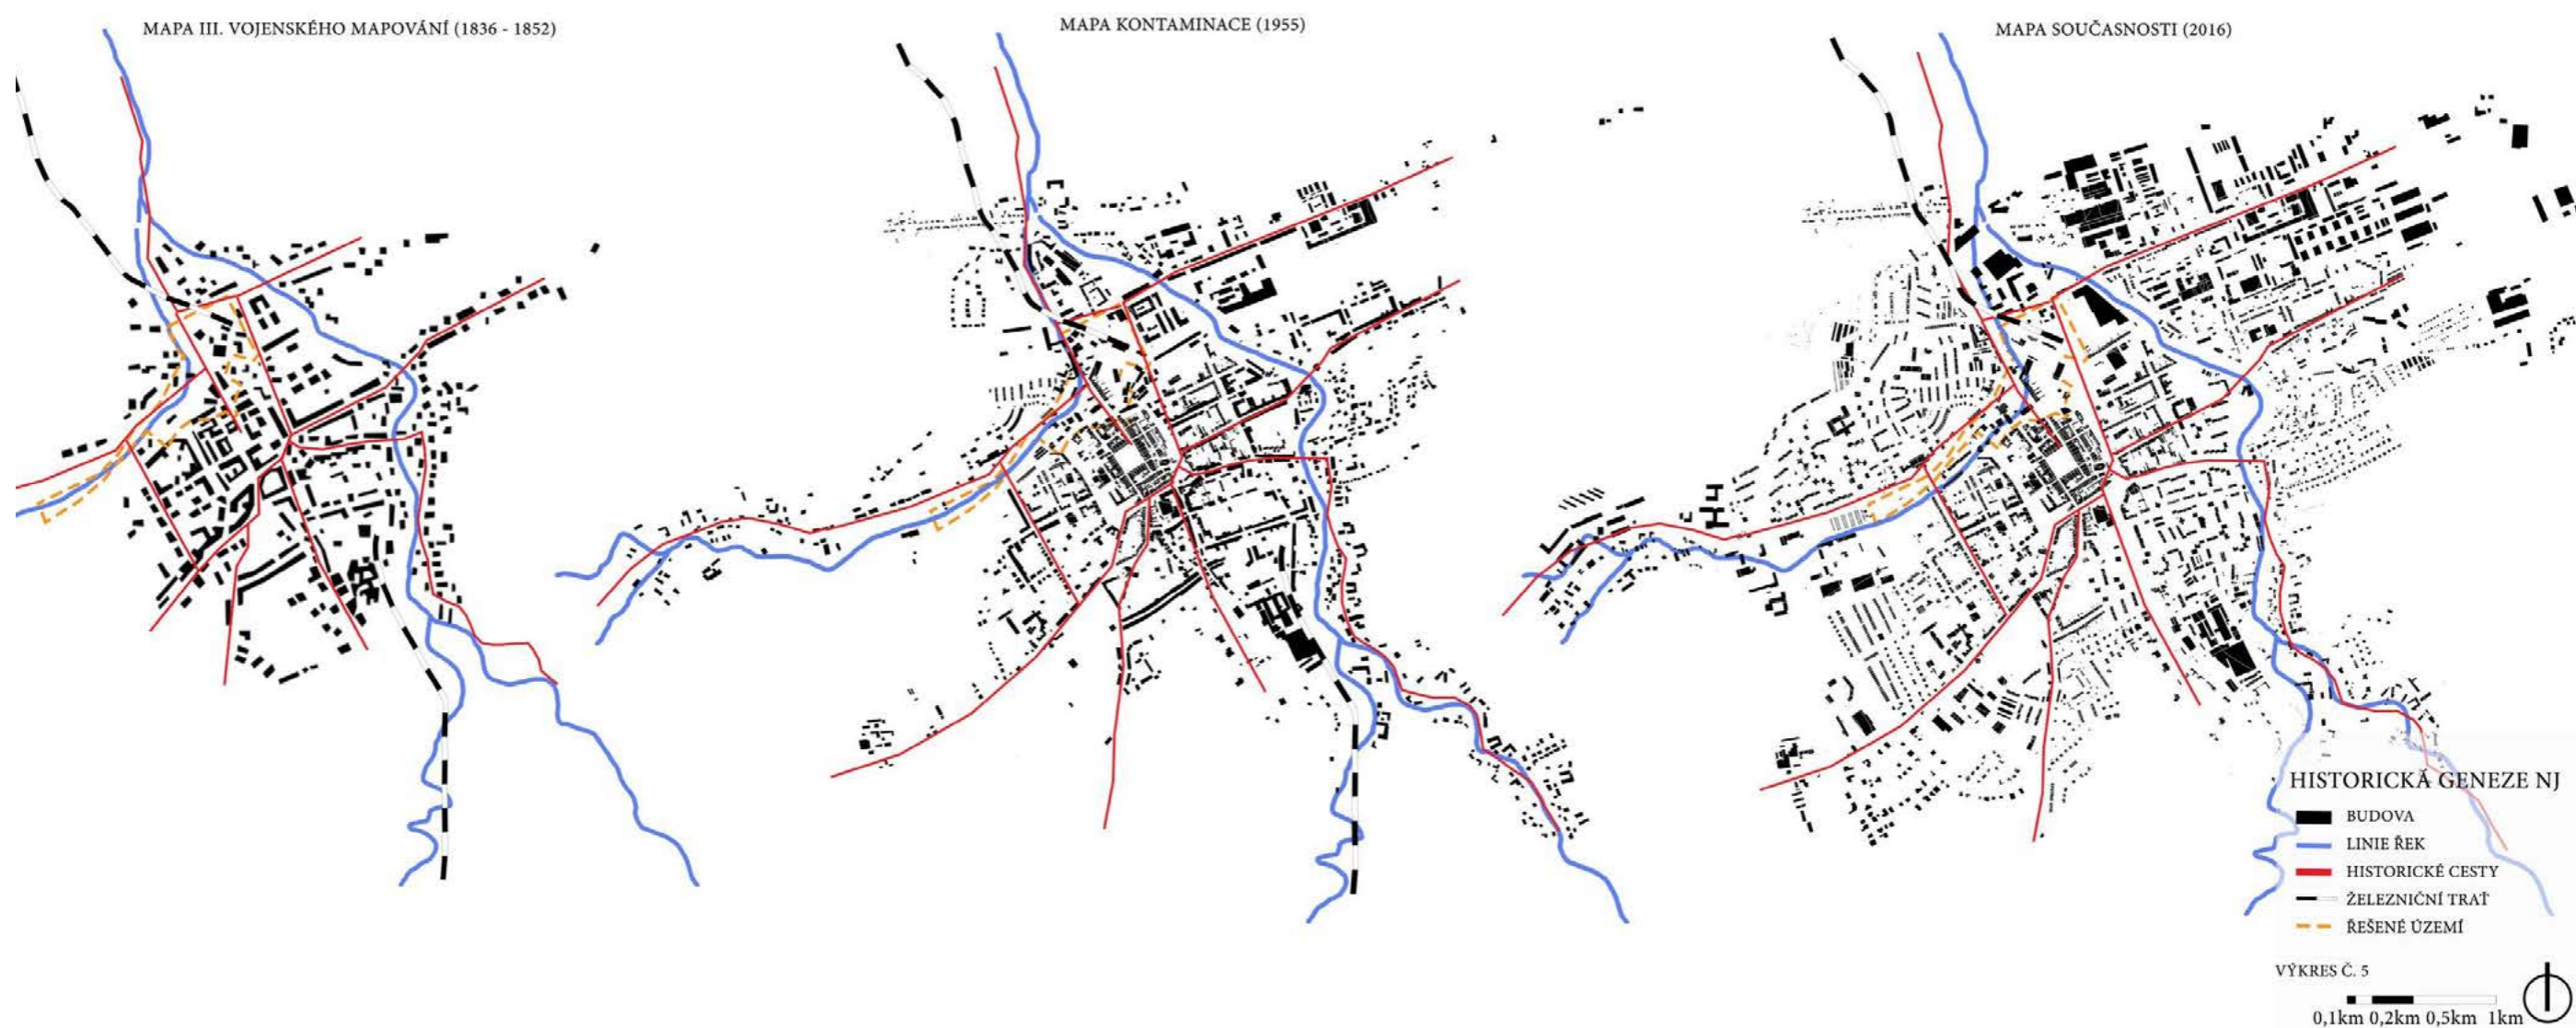 MAPA III. VOJENSKÉHO MAPOVÁNÍ (1836 - 1852)
MAPA KONTAMINACE (1955)
MAPA SOUČASNOSTI (2016)
HISTORICKÁ GENEZE NJ
BUDOVA
LINIE ŘEK
HISTORICKÉ CESTY
ŽELEZNIČNÍ TRAŤ
ŘEŠENÉ ÚZEMÍ
VÝKRES Č. 5
0,1km 0,2km 0,5km 1km